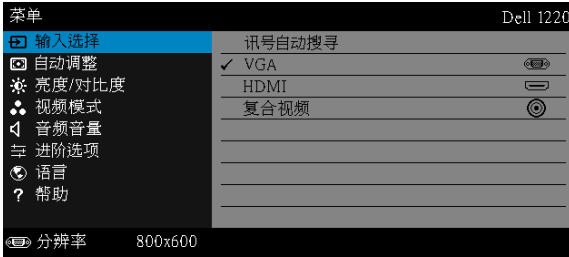 菜单 Dell 1220
输入选择
自动调整
亮度/对比度
视频模式
音频音量
进阶选项
语言
? 帮助
讯号自动搜寻
✓ VGA
HDMI
复合视频
分辨率 800x600